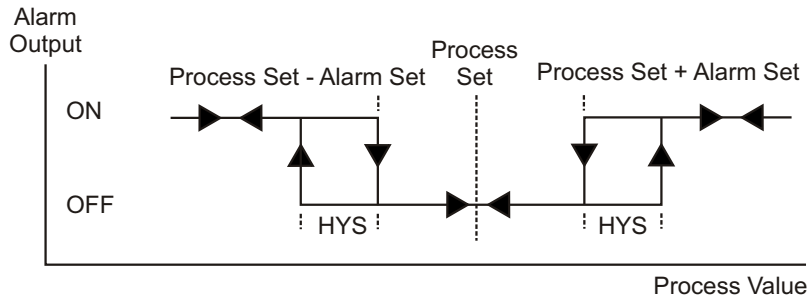 Alarm
Output
Process
Set
Process Set - Alarm Set
Process Set + Alarm Set
ON
OFF
HYS
HYS
Process Value